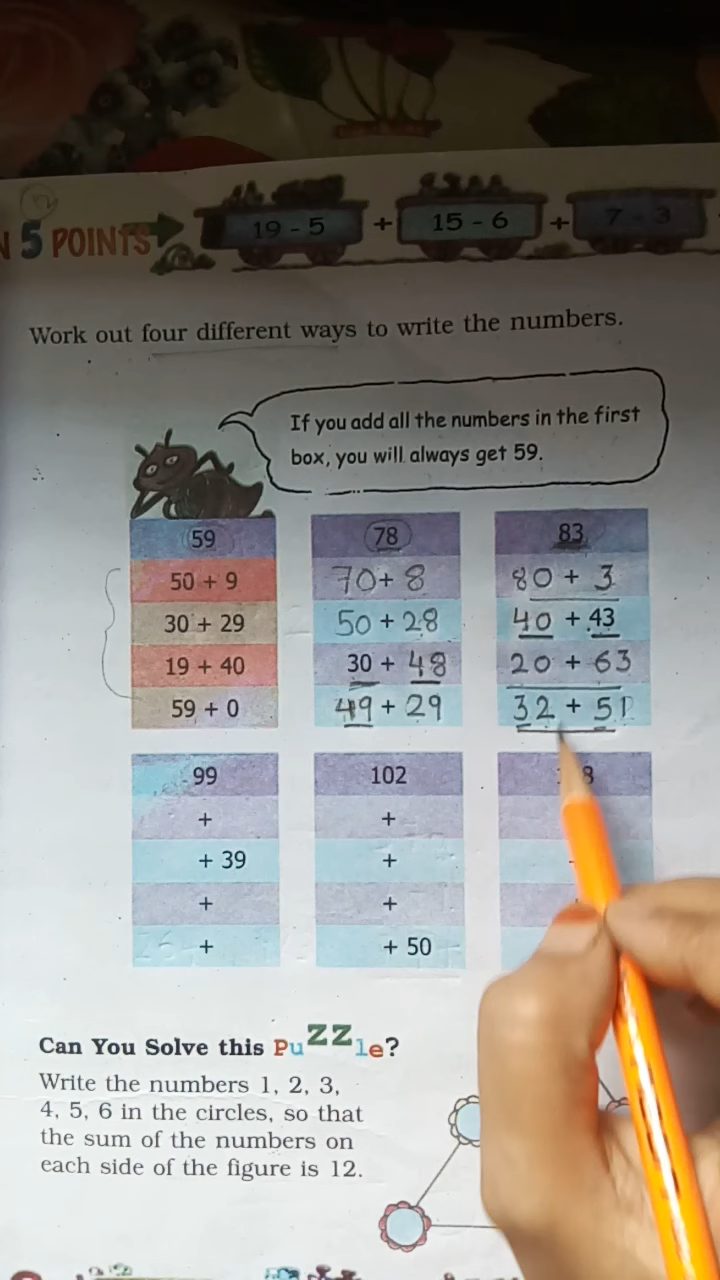 N 5 POINTS 19 - 5 + 15 - 6 + 7 - 3
Work out four different ways to write the numbers.
If you add all the numbers in the first
box, you will always get 59.
59
50 + 9
30 + 29
19 + 40
59 + 0
78
70 + 8
50 + 28
30 + 48
49 + 29
83
80 + 3
40 + 43
20 + 63
32 + 51
99
+
+ 39
+
+
102
+
+
+
+ 50
8
Can You Solve this Puzzle?
Write the numbers 1, 2, 3,
4, 5, 6 in the circles, so that
the sum of the numbers on
each side of the figure is 12.